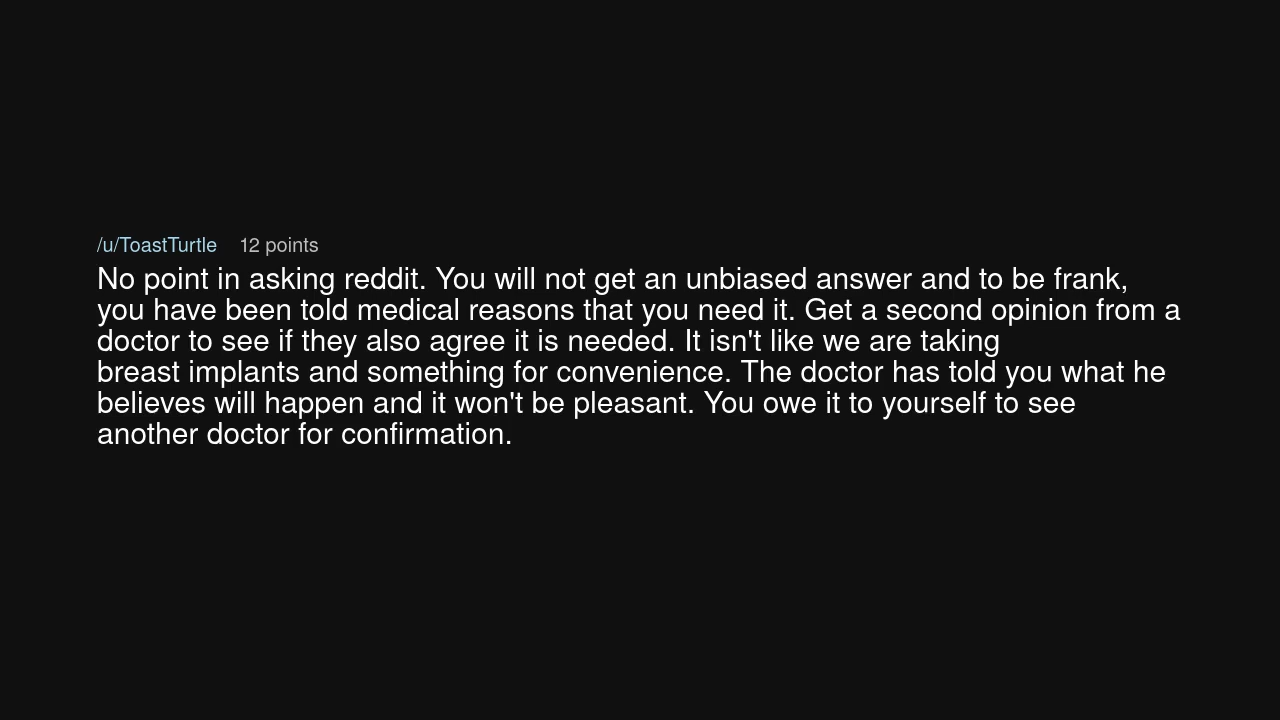 /u/ToastTurtle 12 points
No point in asking reddit. You will not get an unbiased answer and to be frank,
you have been told medical reasons that you need it. Get a second opinion from a
doctor to see if they also agree it is needed. It isn't like we are taking
breast implants and something for convenience. The doctor has told you what he
believes will happen and it won't be pleasant. You owe it to yourself to see
another doctor for confirmation.